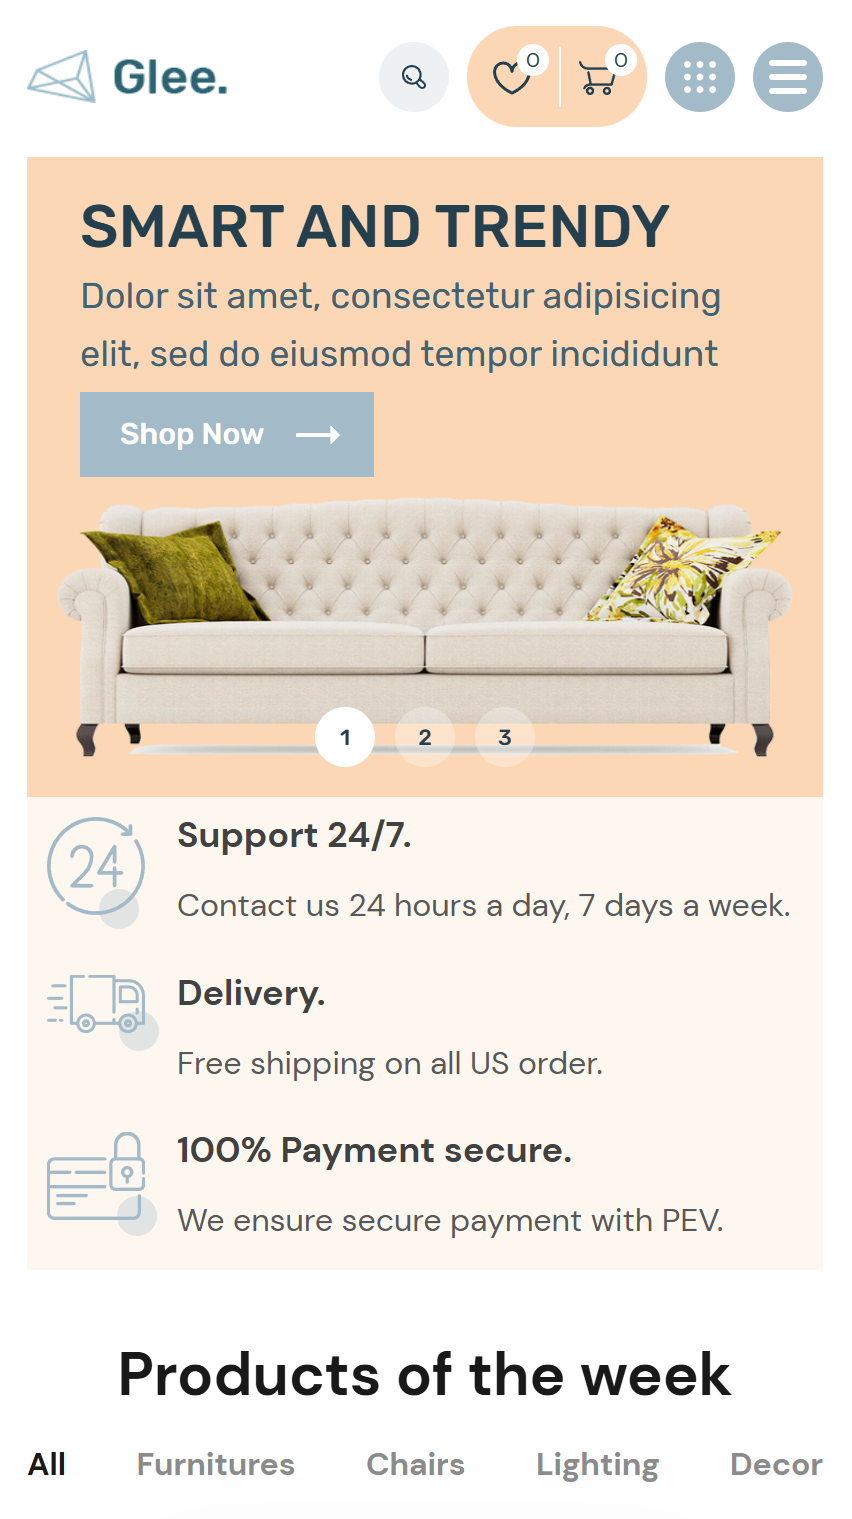 Glee.
0
0
SMART AND TRENDY
Dolor sit amet, consectetur adipisicing
elit, sed do eiusmod tempor incididunt
Shop Now
1 2 3
24
Support 24/7.
Contact us 24 hours a day, 7 days a week.
Delivery.
Free shipping on all US order.
100% Payment secure.
We ensure secure payment with PEV.
Products of the week
All Furnitures Chairs Lighting Decor